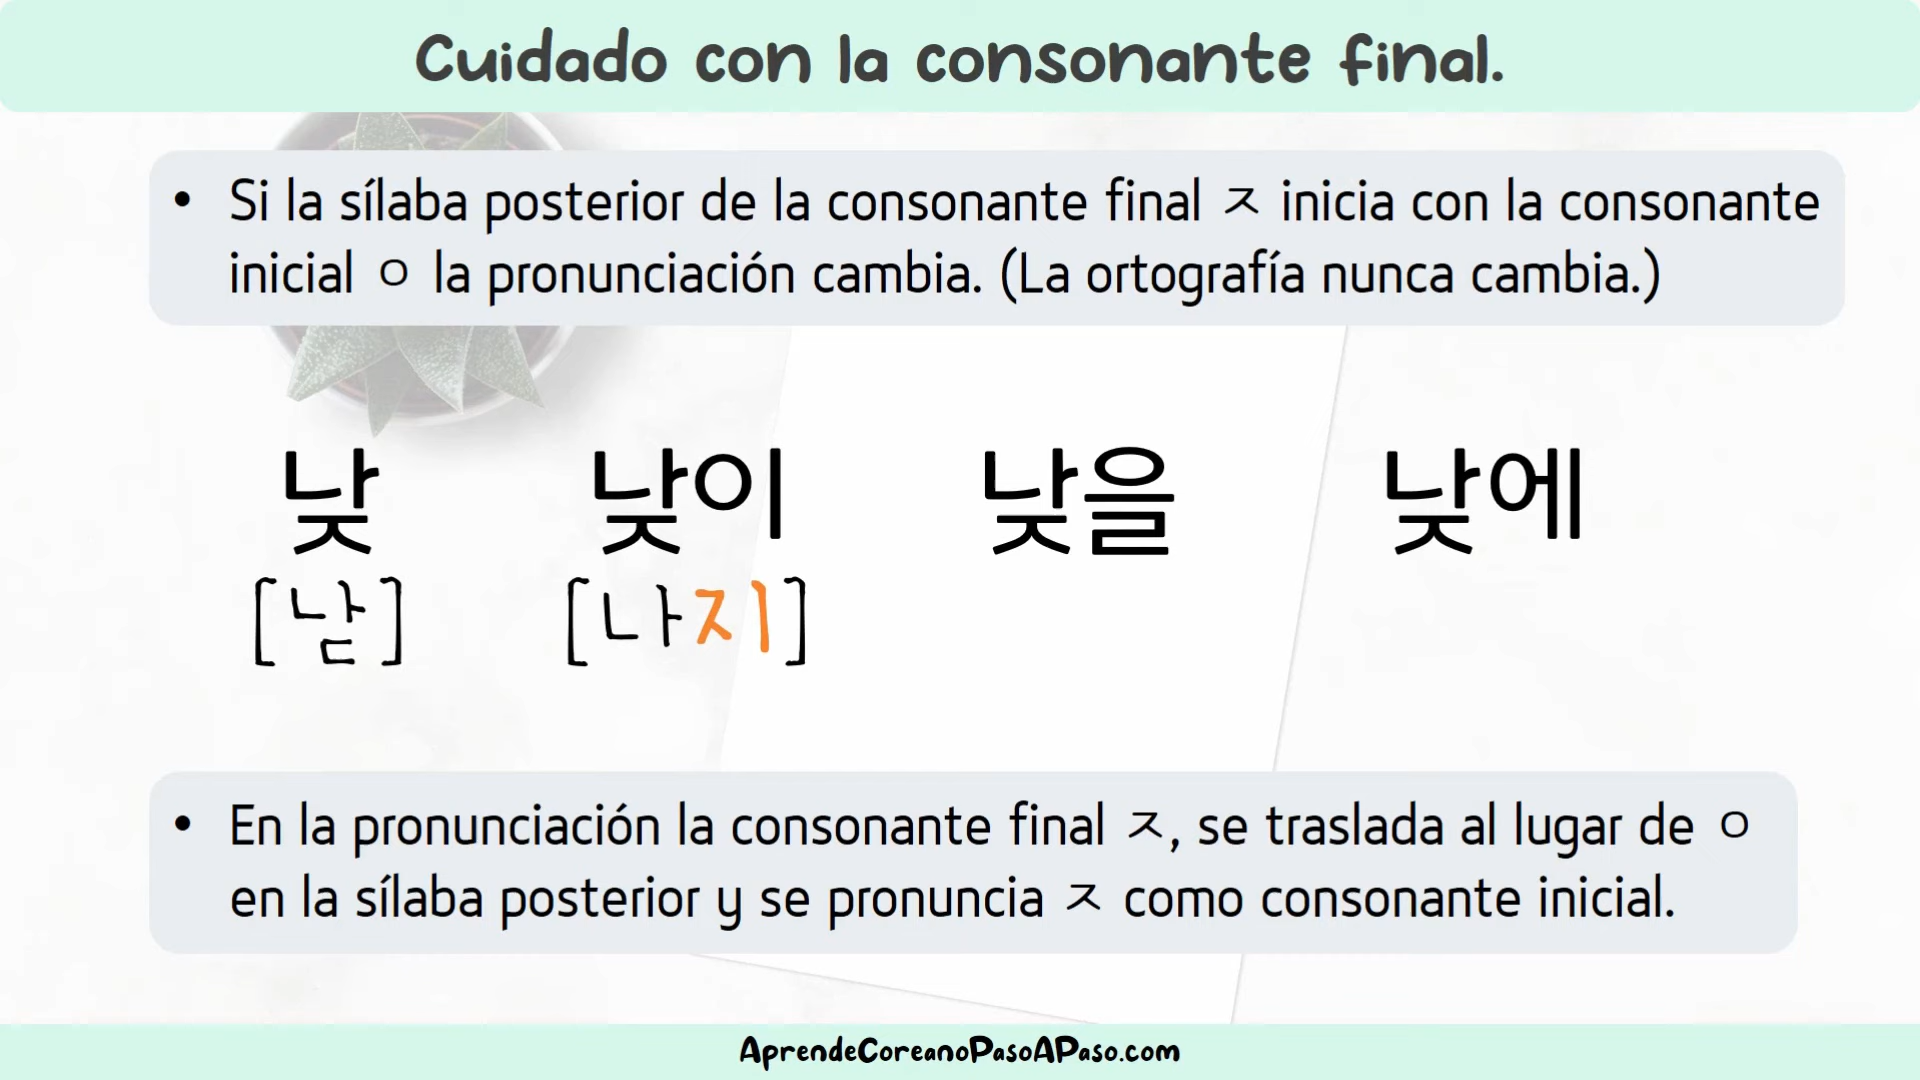 Cuidado con la consonante final.
• Si la sílaba posterior de la consonante final ㅈ inicia con la consonante
inicial ㅇ la pronunciación cambia. (La ortografía nunca cambia.)
낮 낮이 낮을 낮에
[낟] [나지]
• En la pronunciación la consonante final ㅈ, se traslada al lugar de ㅇ
en la sílaba posterior y se pronuncia ㅈ como consonante inicial.
AprendeCoreanoPasoAPaso.com